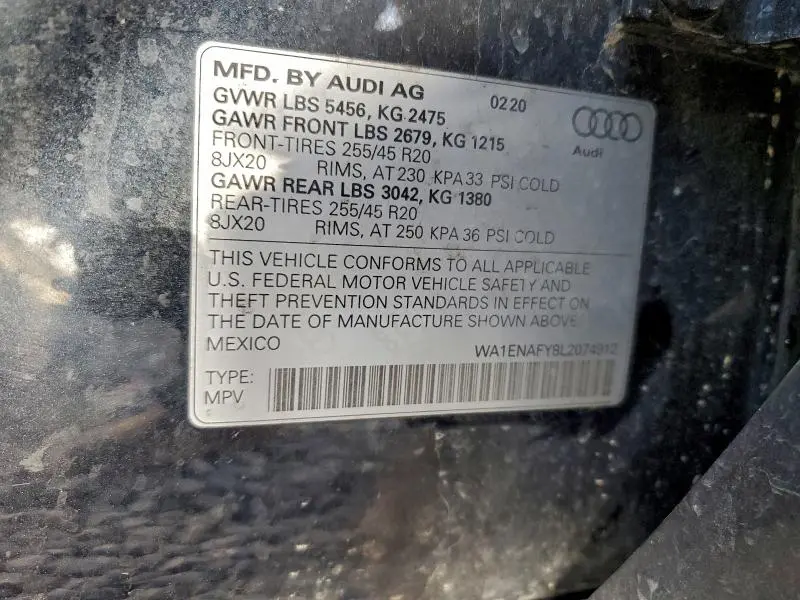 MFD. BY AUDI AG 0220
GVWR LBS 5456, KG 2475
GAWR FRONT LBS 2679, KG 1215
Audi
FRONT-TIRES 255/45 R20
8JX20 RIMS, AT 230 KPA 33 PSI COLD
GAWR REAR LBS 3042, KG 1380
REAR-TIRES 255/45 R20
8JX20 RIMS, AT 250 KPA 36 PSI COLD
THIS VEHICLE CONFORMS TO ALL APPLICABLE
U.S. FEDERAL MOTOR VEHICLE SAFETY AND
THEFT PREVENTION STANDARDS IN EFFECT ON
THE DATE OF MANUFACTURE SHOWN ABOVE
MEXICO WA1ENAFY8L2074912
TYPE:
MPV